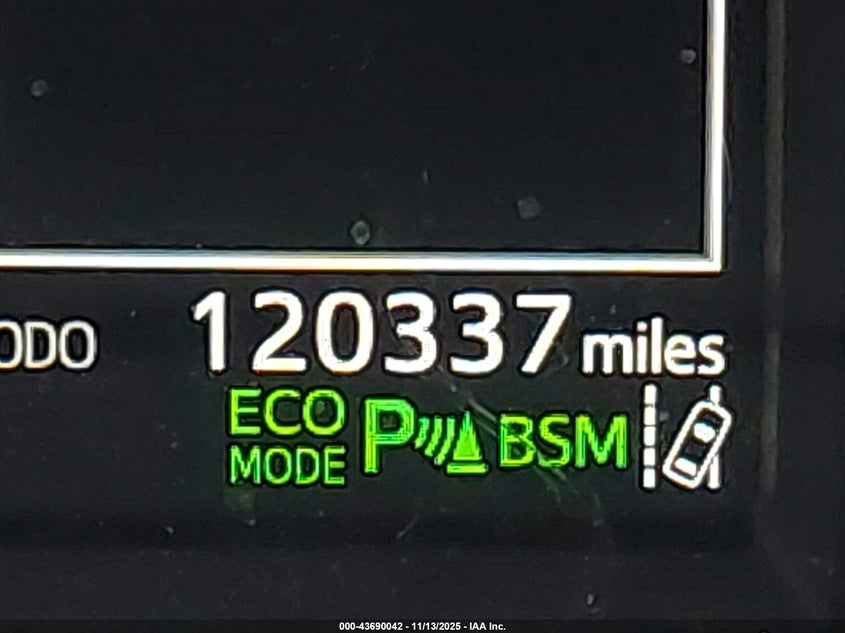 ODO 120337 miles
ECO MODE P BSM
000-43690042 - 11/13/2025 - IAA Inc.